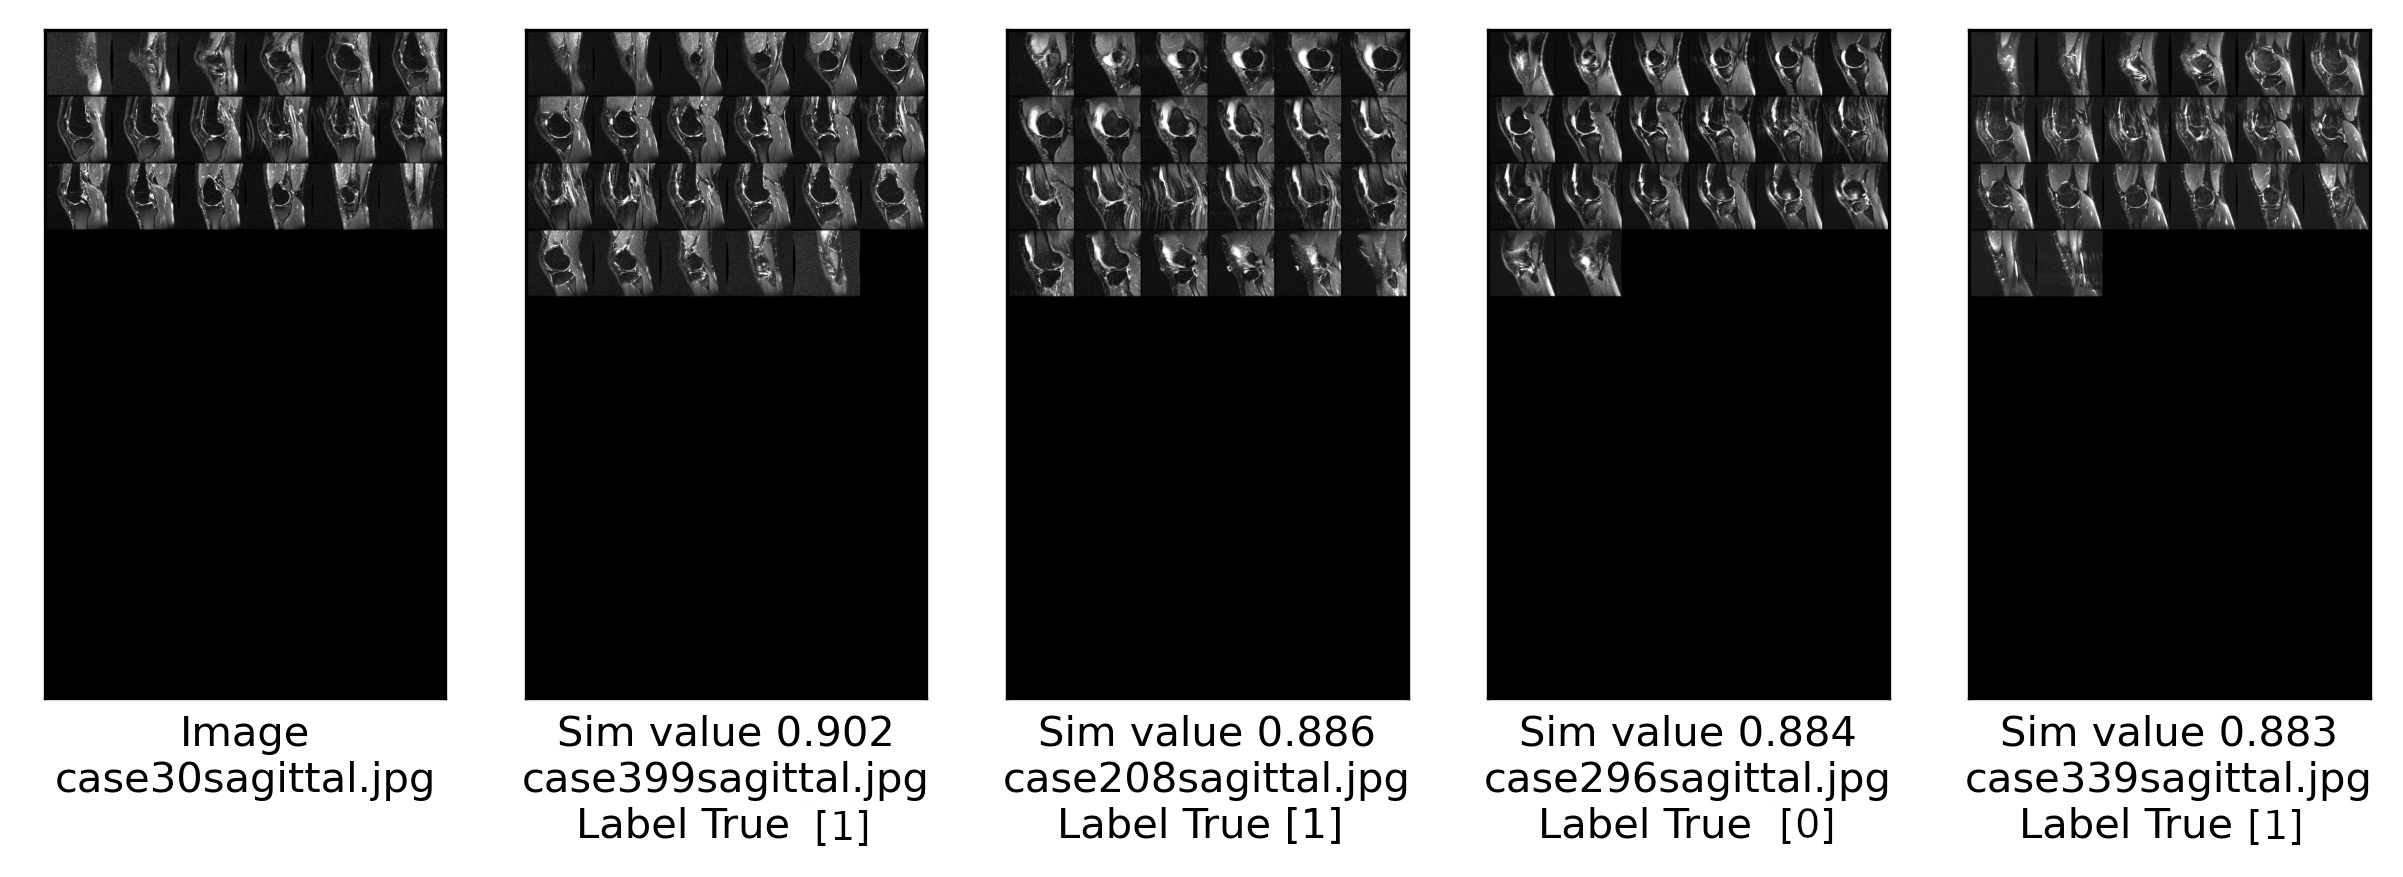 Image
case30sagittal.jpg
Sim value 0.902
case399sagittal.jpg
Label True [1]
Sim value 0.886
case208sagittal.jpg
Label True [1]
Sim value 0.884
case296sagittal.jpg
Label True [0]
Sim value 0.883
case339sagittal.jpg
Label True [1]